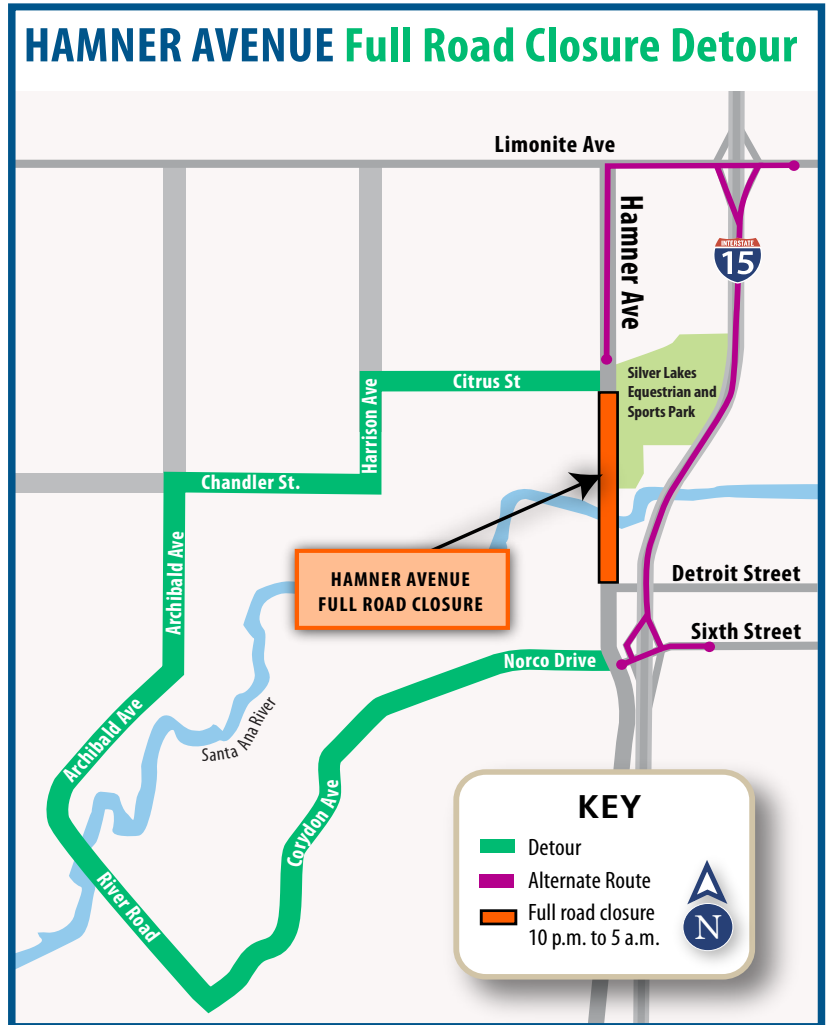 HAMNER AVENUE Full Road Closure Detour
Limonite Ave
Hamner Ave
INTERSTATE
15
Silver Lakes
Equestrian and
Sports Park
Citrus St
Harrison Ave
Chandler St.
Archibald Ave
HAMNER AVENUE
FULL ROAD CLOSURE
Detroit Street
Sixth Street
Norco Drive
Archibald Ave
Santa Ana River
Corydon Ave
River Road
KEY
Detour
Alternate Route
Full road closure
10 p.m. to 5 a.m.
N